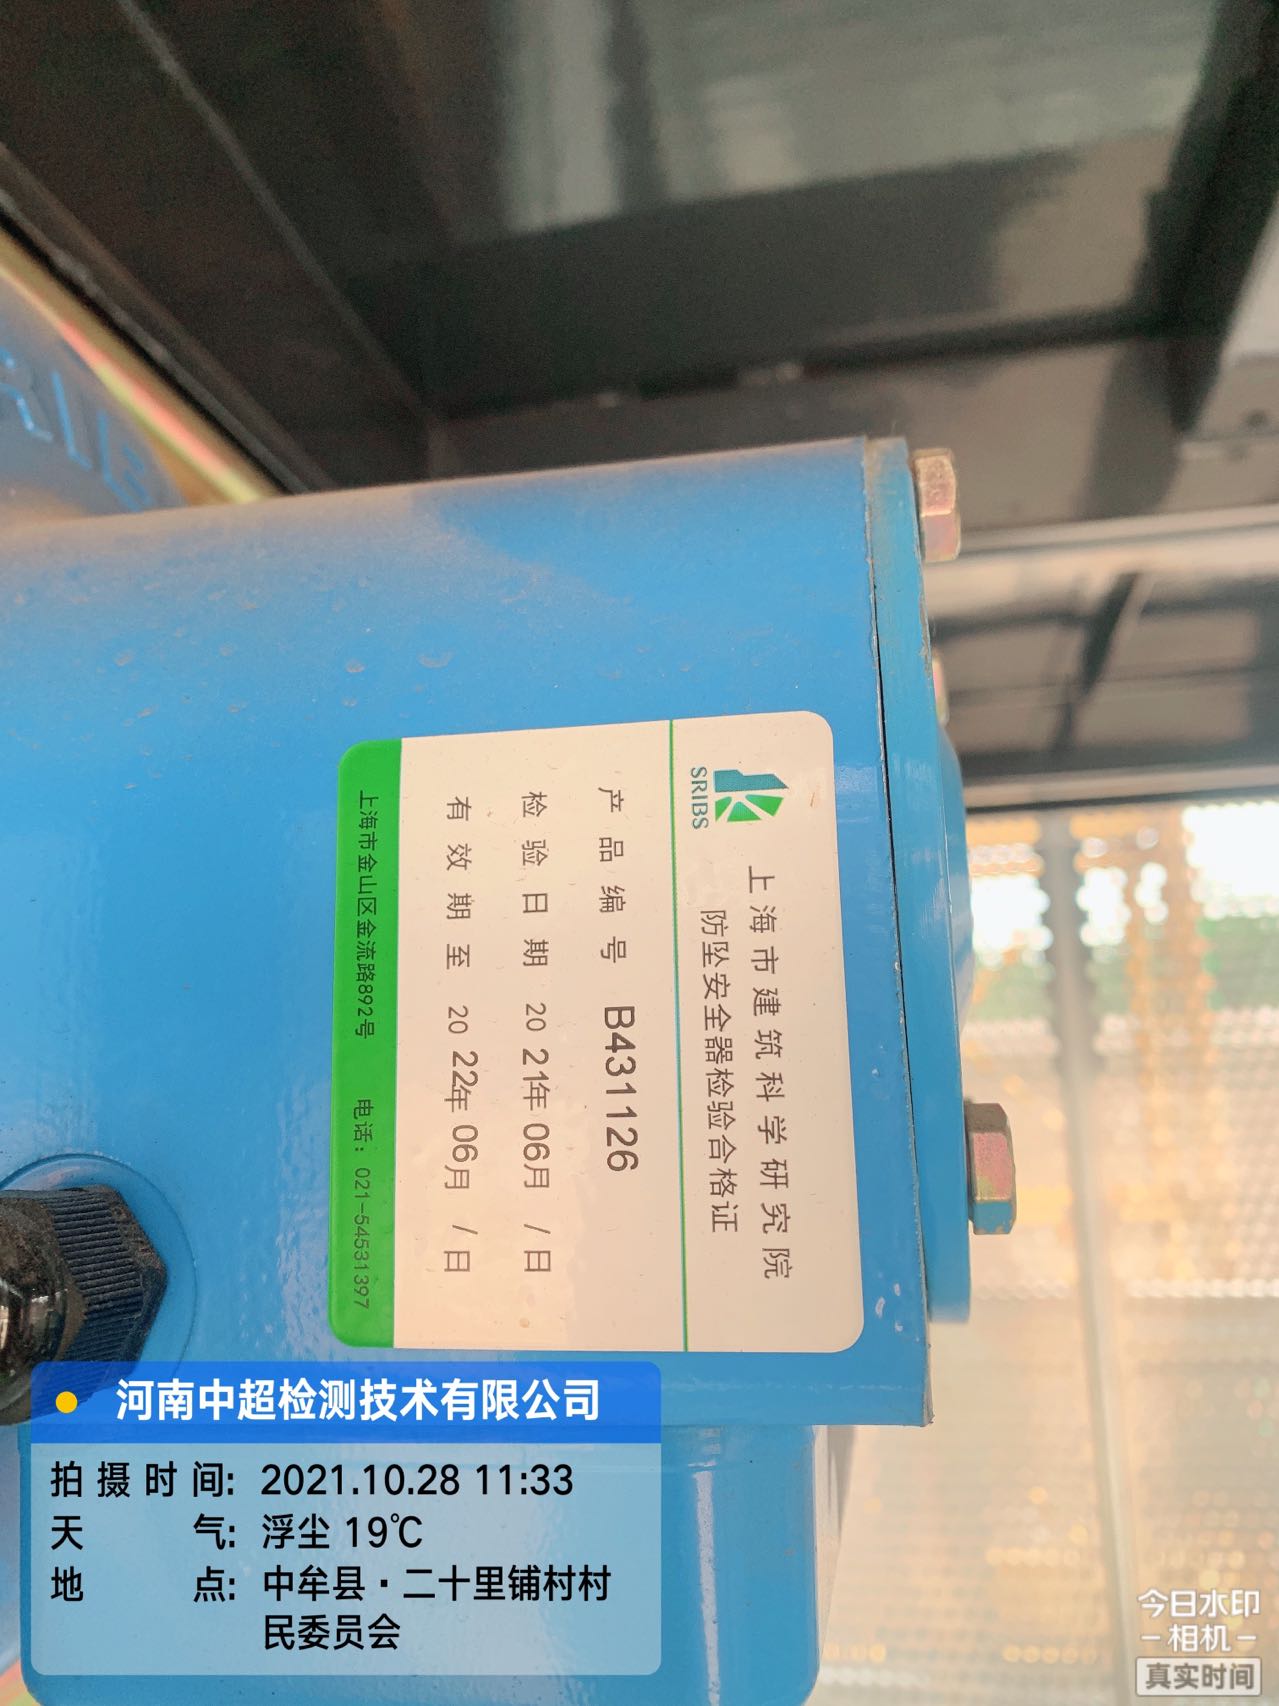 SRIBS
上海市建筑科学研究院
防坠安全器检验合格证
产品编号 B431126
检验日期 2021年06月/日
有效期至 2022年06月/日
上海市金山区金流路892号 电话：021-54531397
河南中超检测技术有限公司
拍摄时间: 2021.10.28 11:33
天气: 浮尘 19℃
地点: 中牟县·二十里铺村村
民委员会
今日水印
-相机-
真实时间